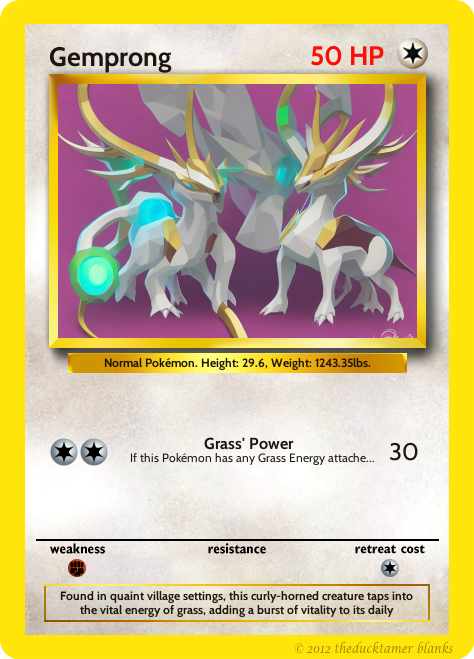 Gemprong
50 HP
Normal Pokémon. Height: 29.6, Weight: 1243.35lbs.
Grass' Power
If this Pokémon has any Grass Energy attache...
30
weakness
resistance
retreat cost
Found in quaint village settings, this curly-horned creature taps into
the vital energy of grass, adding a burst of vitality to its daily
© 2012 theducktamer blanks